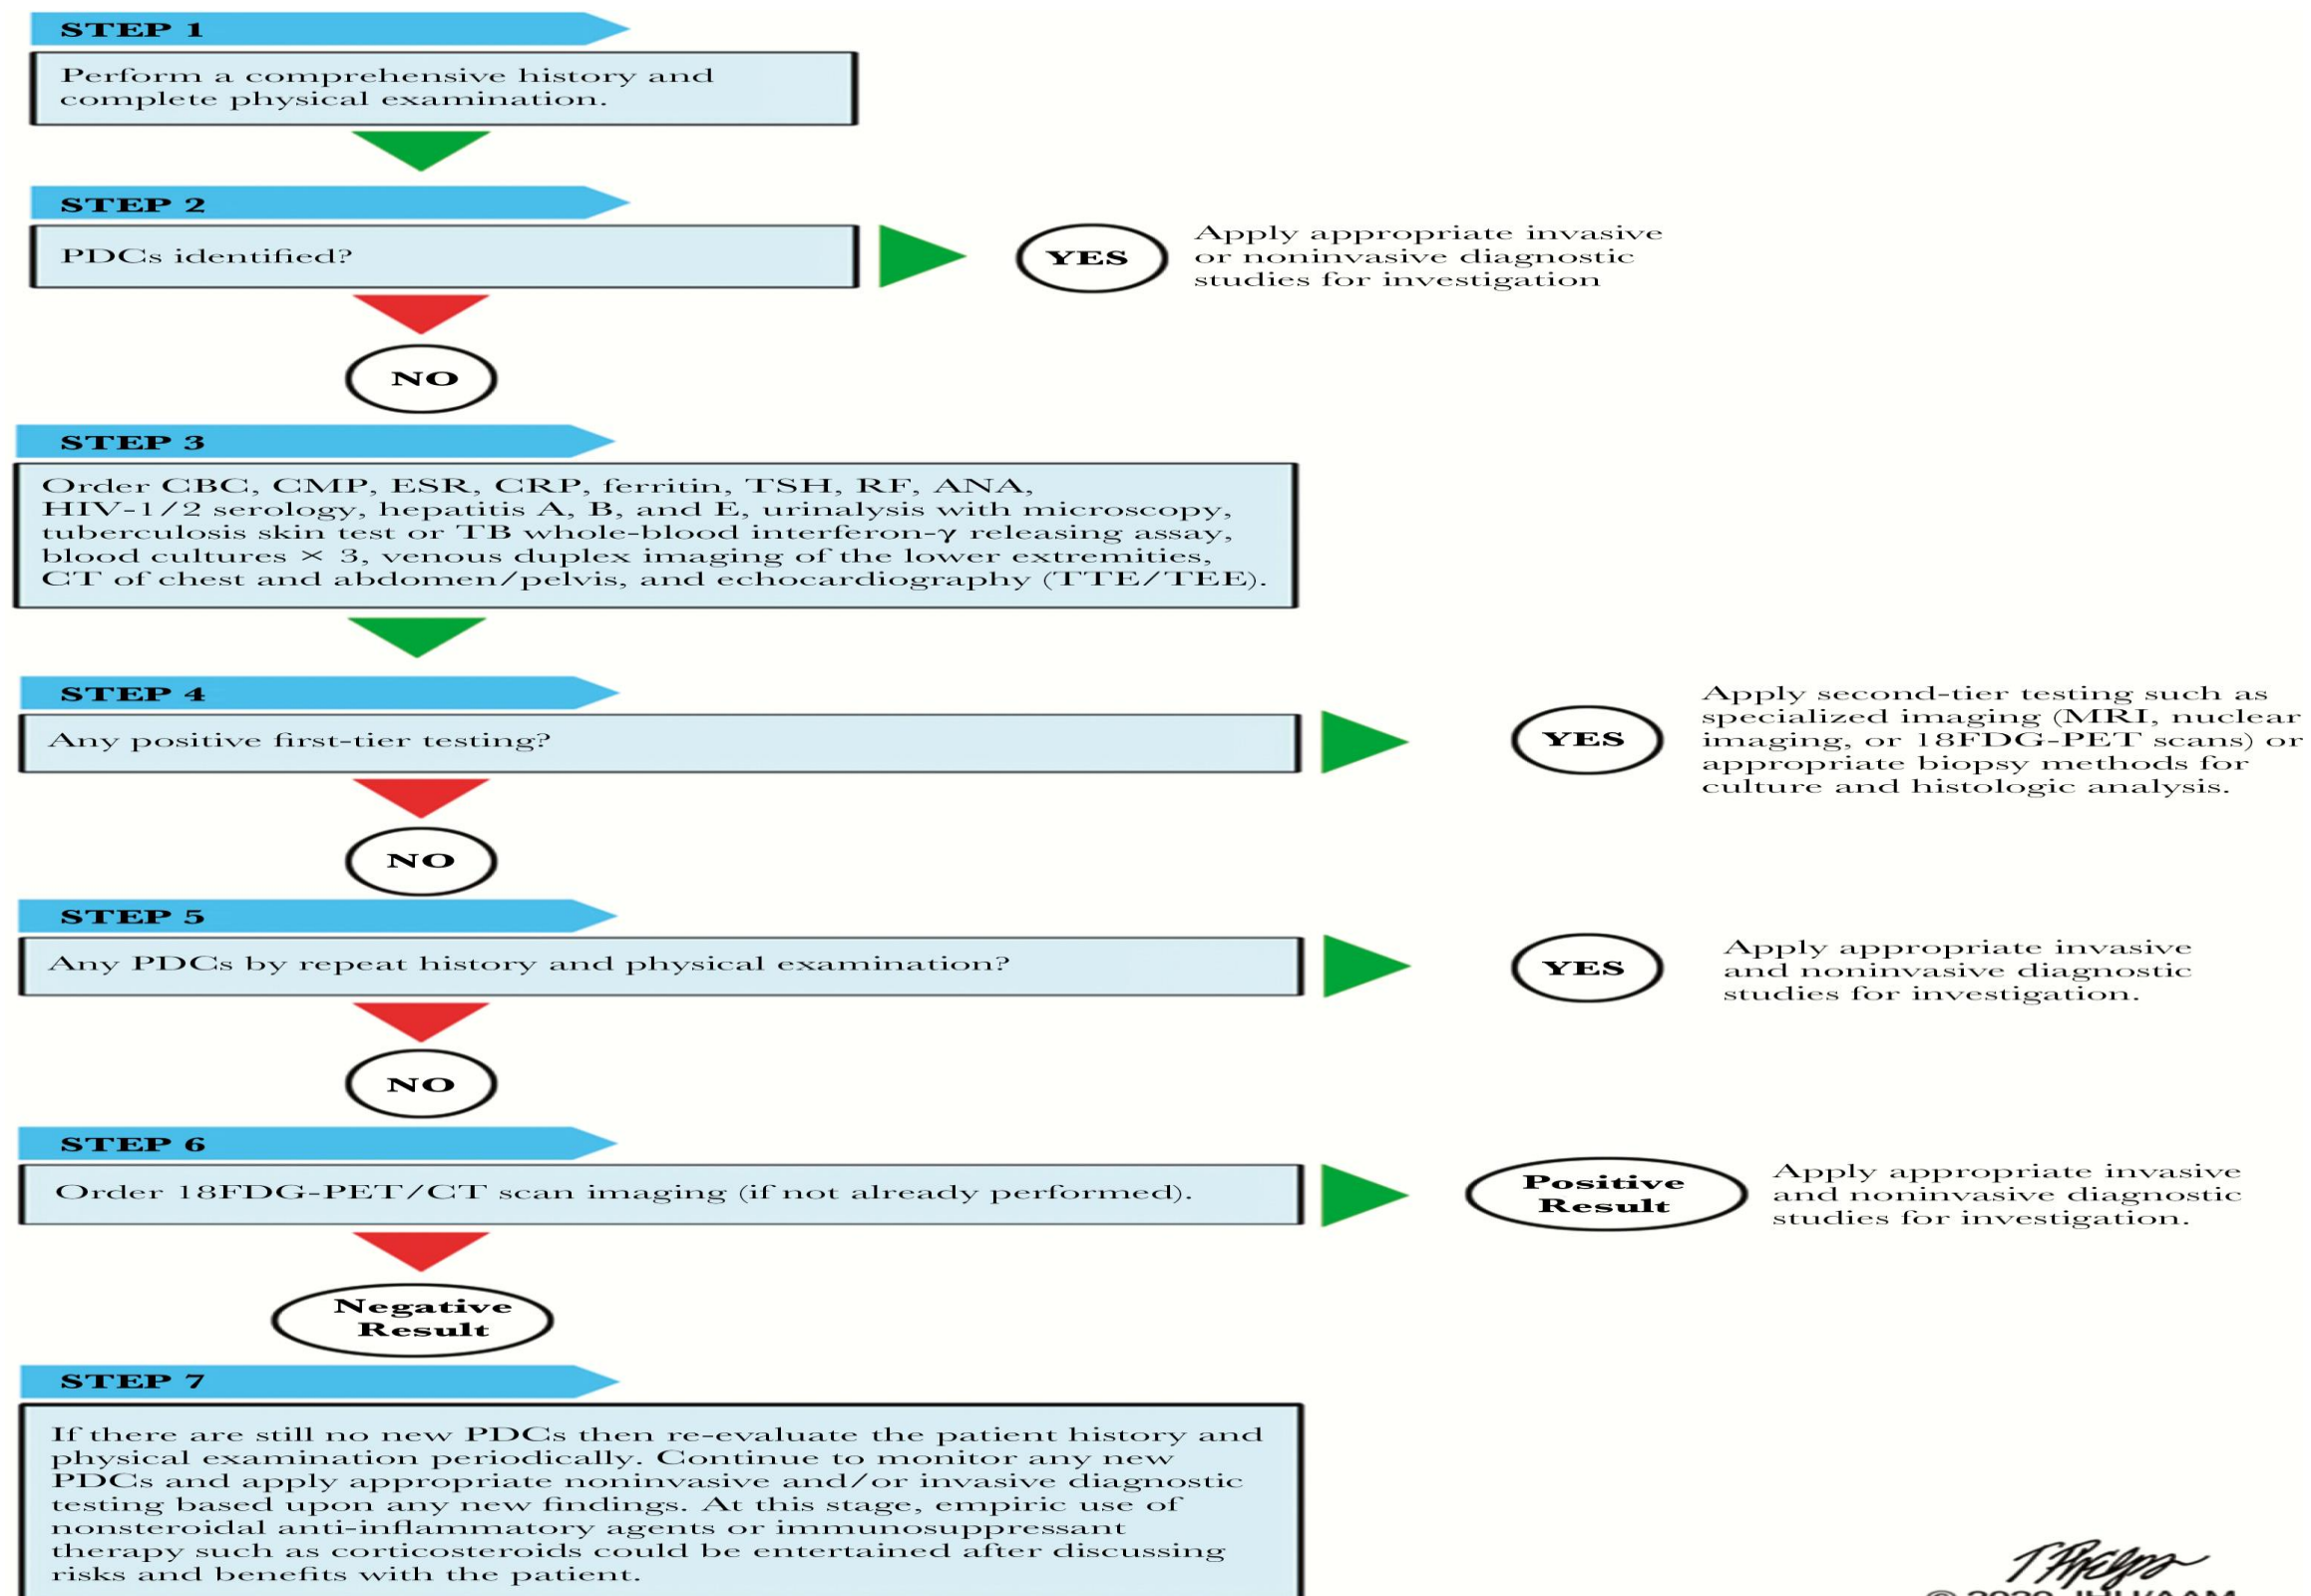 STEP 1
Perform a comprehensive history and
complete physical examination.
STEP 2
PDCs identified?
YES
Apply appropriate invasive
or noninvasive diagnostic
studies for investigation
NO
STEP 3
Order CBC, CMP, ESR, CRP, ferritin, TSH, RF, ANA,
HIV-1/2 serology, hepatitis A, B, and E, urinalysis with microscopy,
tuberculosis skin test or TB whole-blood interferon-γ releasing assay,
blood cultures × 3, venous duplex imaging of the lower extremities,
CT of chest and abdomen/pelvis, and echocardiography (TTE/TEE).
STEP 4
Any positive first-tier testing?
YES
Apply second-tier testing such as
specialized imaging (MRI, nuclear
imaging, or 18FDG-PET scans) or
appropriate biopsy methods for
culture and histologic analysis.
NO
STEP 5
Any PDCs by repeat history and physical examination?
YES
Apply appropriate invasive
and noninvasive diagnostic
studies for investigation.
NO
STEP 6
Order 18FDG-PET/CT scan imaging (if not already performed).
Positive
Result
Apply appropriate invasive
and noninvasive diagnostic
studies for investigation.
Negative
Result
STEP 7
If there are still no new PDCs then re-evaluate the patient history and
physical examination periodically. Continue to monitor any new
PDCs and apply appropriate noninvasive and/or invasive diagnostic
testing based upon any new findings. At this stage, empiric use of
nonsteroidal anti-inflammatory agents or immunosuppressant
therapy such as corticosteroids could be entertained after discussing
risks and benefits with the patient.
© 2020 JHU/AAM